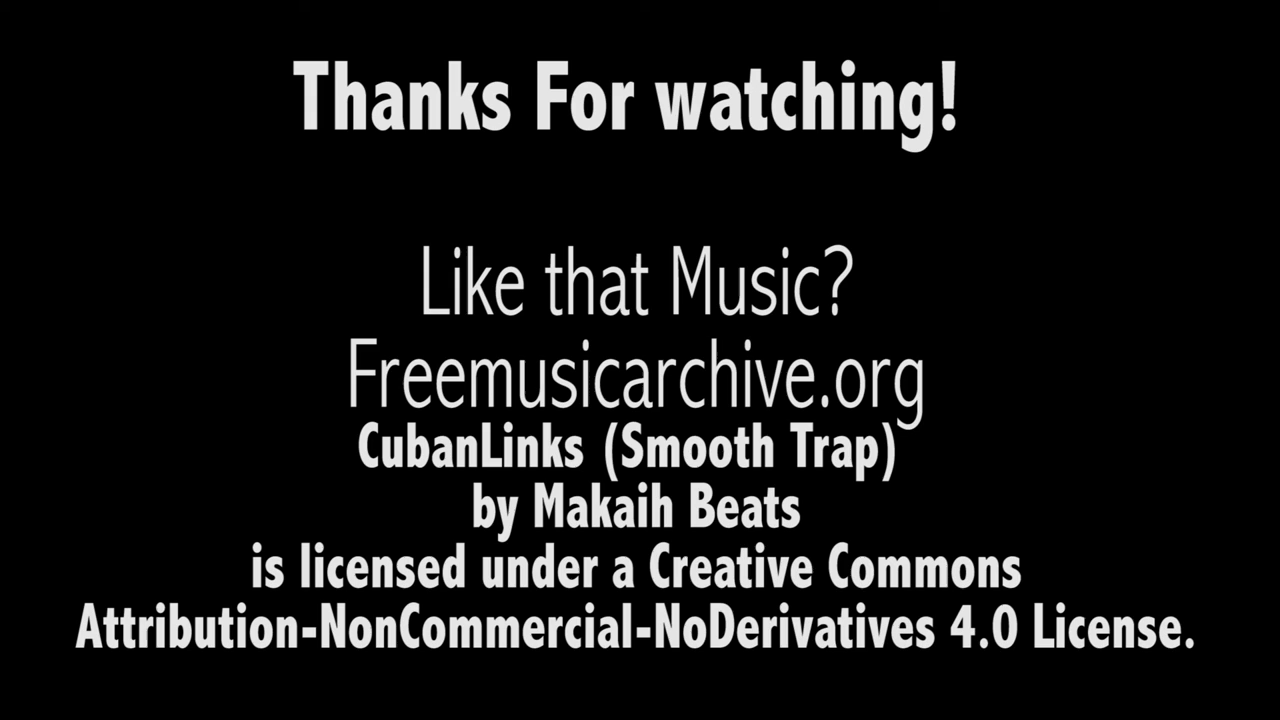 Thanks For watching!
Like that Music?
Freemusicarchive.org
CubanLinks (Smooth Trap)
by Makaih Beats
is licensed under a Creative Commons
Attribution-NonCommercial-NoDerivatives 4.0 License.